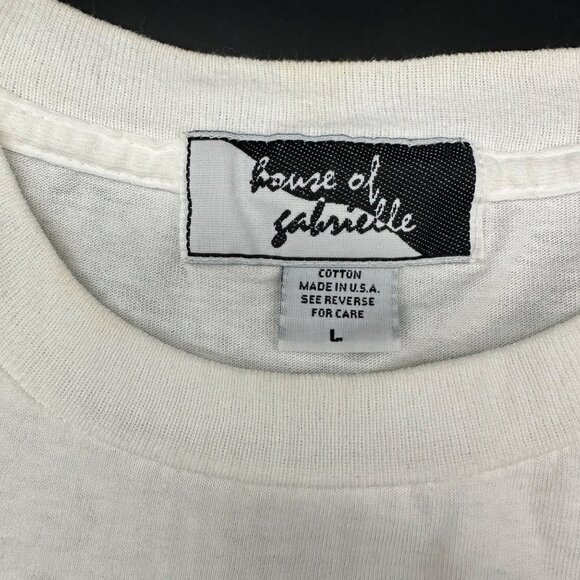 house of
gabrielle
COTTON
MADE IN U.S.A.
SEE REVERSE
FOR CARE
L